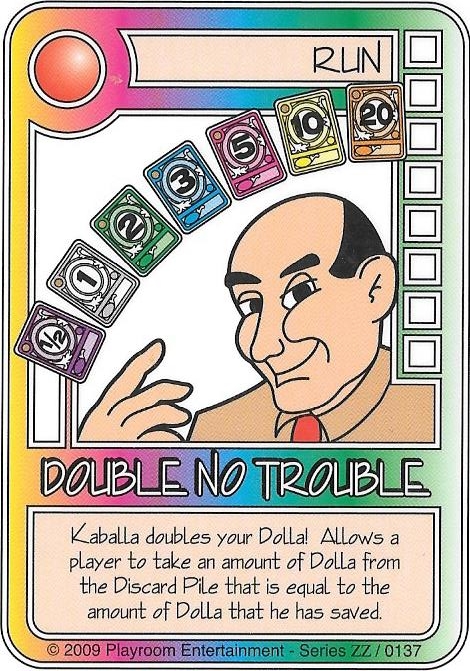 RUN
1/2
1
2
3
5
10
20
DOUBLE NO TROUBLE
Kaballa doubles your Dolla! Allows a
player to take an amount of Dolla from
the Discard Pile that is equal to the
amount of Dolla that he has saved.
© 2009 Playroom Entertainment - Series ZZ / 0137